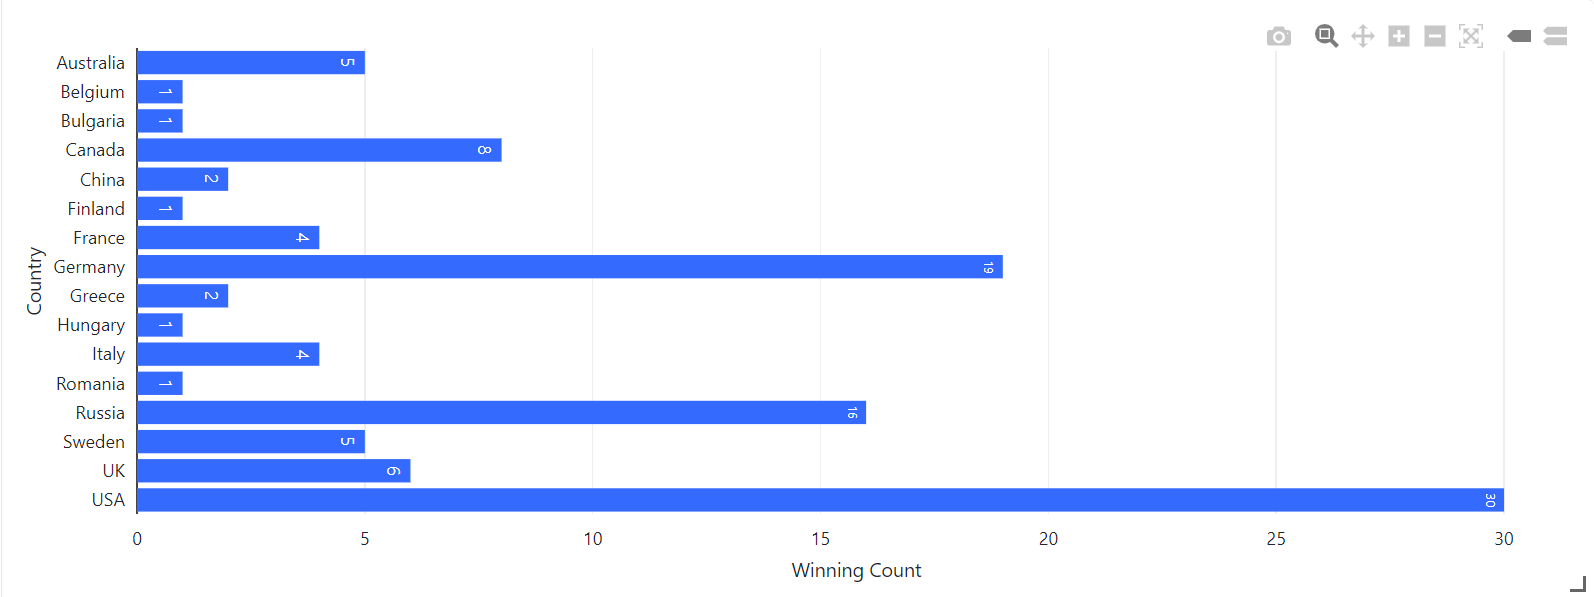 Australia 5
Belgium 1
Bulgaria 1
Canada 8
China 2
Finland 1
France 4
Germany 19
Greece 2
Hungary 1
Italy 4
Romania 1
Russia 16
Sweden 5
UK 6
USA 30
Country
0 5 10 15 20 25 30
Winning Count